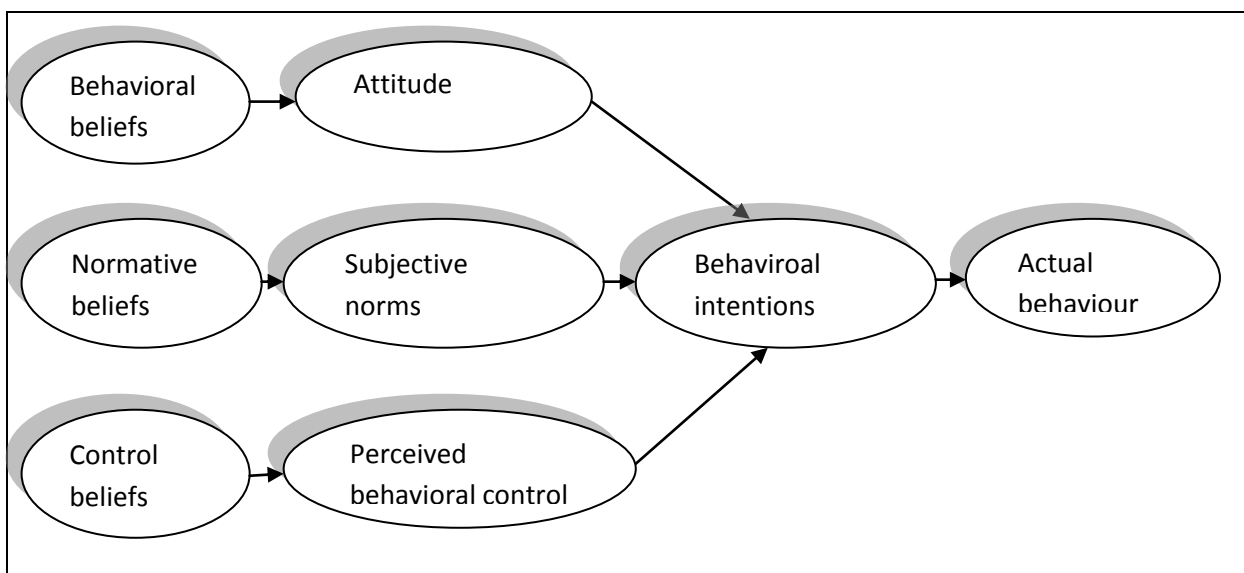 Behavioral
beliefs
Attitude
Normative
beliefs
Subjective
norms
Behaviroal
intentions
Actual
behaviour
Control
beliefs
Perceived
behavioral control